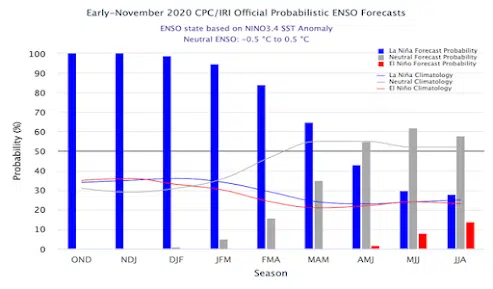 Early-November 2020 CPC/IRI Official Probabilistic ENSO Forecasts
ENSO state based on NINO3.4 SST Anomaly
Neutral ENSO: -0.5 °C to 0.5 °C
La Niña Forecast Probability
Neutral Forecast Probability
El Niño Forecast Probability
La Niña Climatology
Neutral Climatology
El Niño Climatology
Probability (%)
100
90
80
70
60
50
40
30
20
10
0
OND NDJ DJF JFM FMA MAM AMJ MJJ JJA
Season